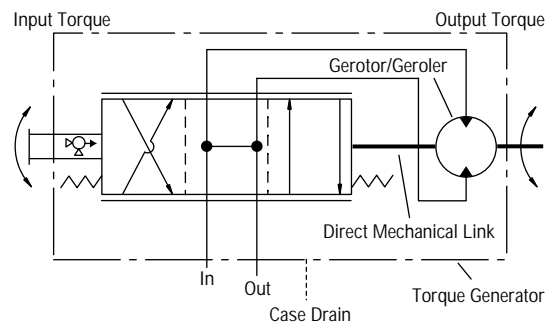 Input Torque
Output Torque
Gerotor/Geroler
Direct Mechanical Link
In
Out
Case Drain
Torque Generator